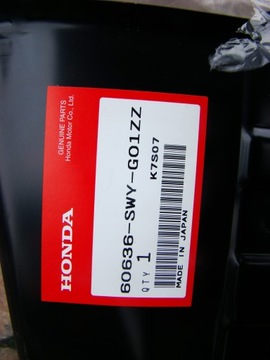 GENUINE PARTS
Honda Motor Co., Ltd.
HONDA
60636-SWY-G01ZZ
K7S07
QTY 1
MADE IN JAPAN